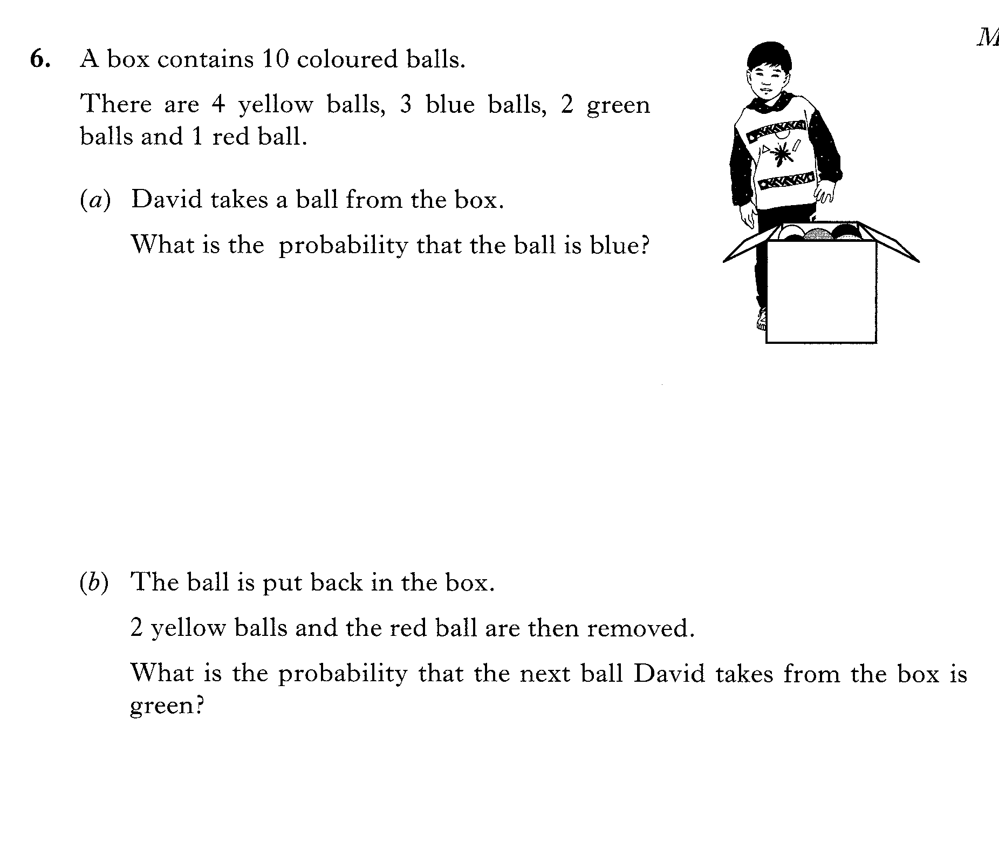 M
6. A box contains 10 coloured balls.
There are 4 yellow balls, 3 blue balls, 2 green
balls and 1 red ball.
(a) David takes a ball from the box.
What is the probability that the ball is blue?
(b) The ball is put back in the box.
2 yellow balls and the red ball are then removed.
What is the probability that the next ball David takes from the box is
green?